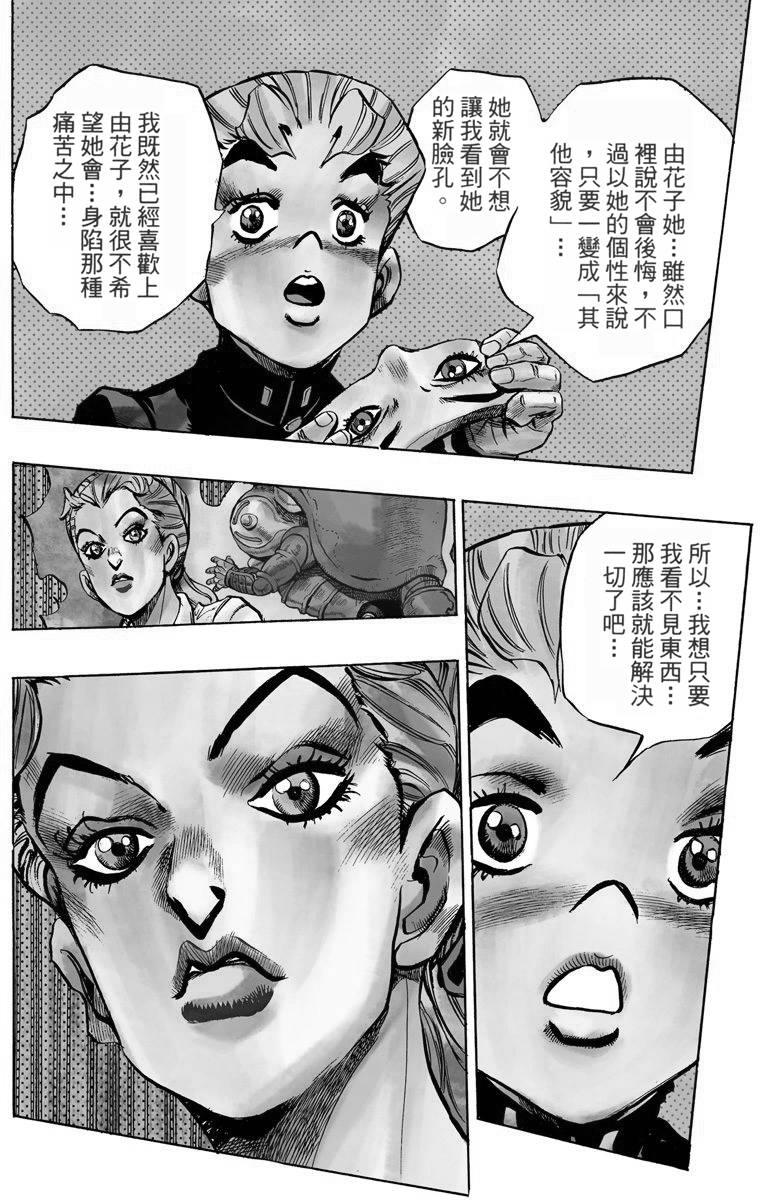 由花子她…雖然口
裡說不會後悔，不
過以她的個性來說
，只要一變成「其
他容貌」…
她就會不想
讓我看到她
的新臉孔。
我既然已經喜歡上
由花子，就很不希
望她會…身陷那種
痛苦之中…
所以…我想只要
我看不見東西…
那應該就能解決
一切了吧…